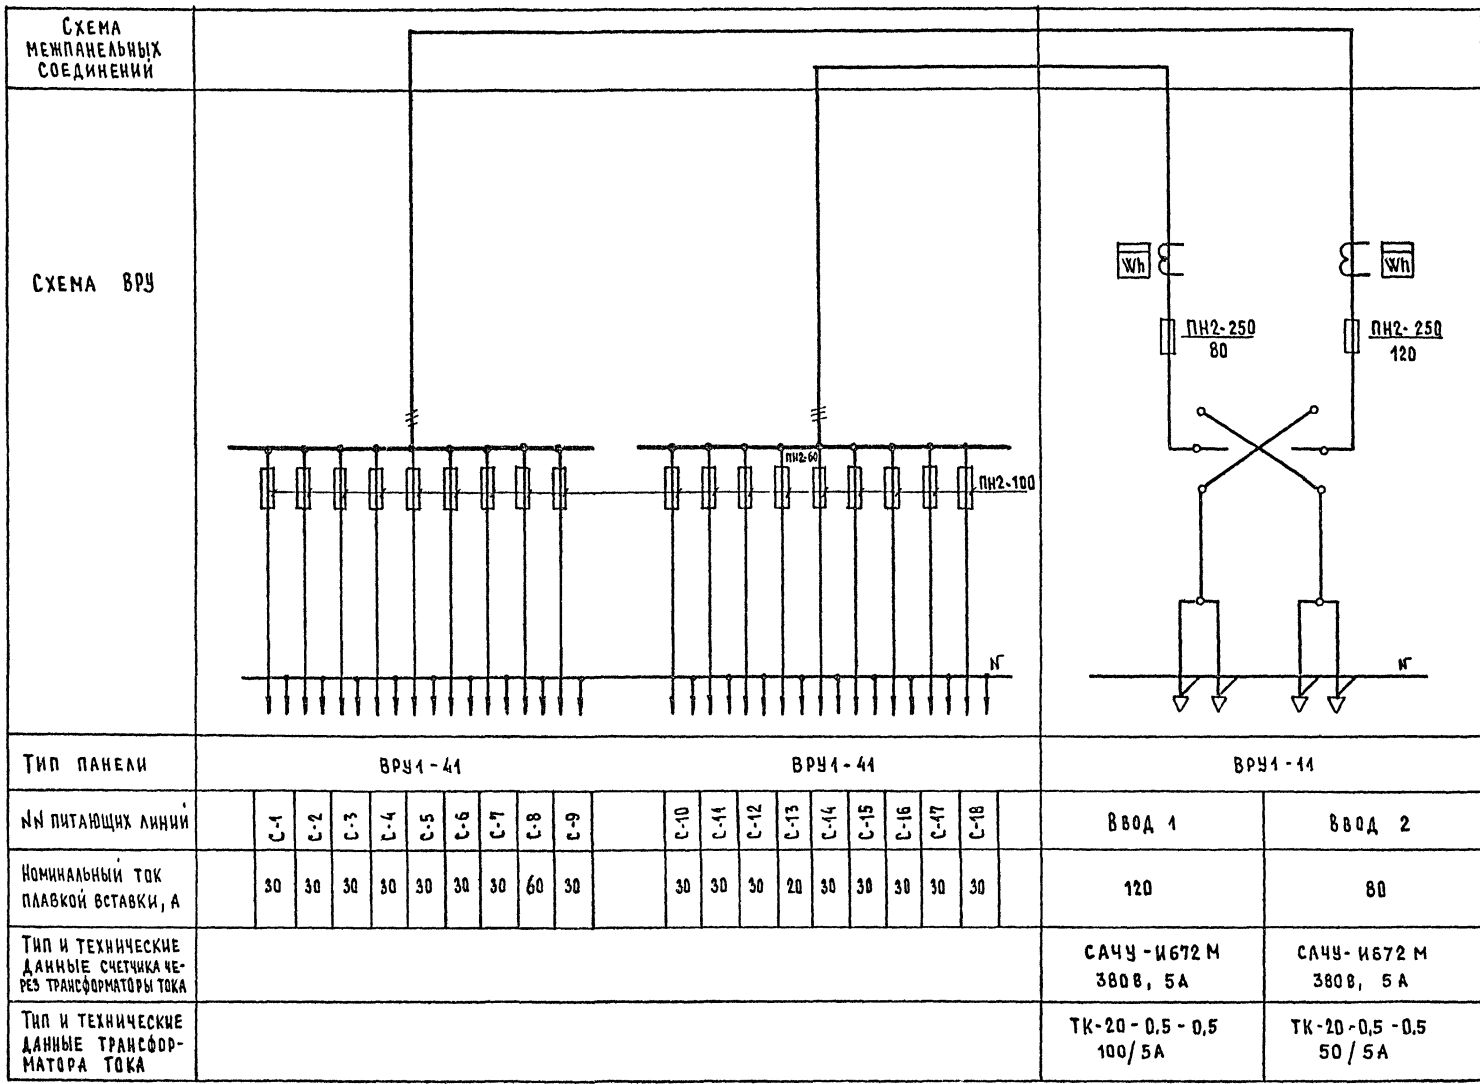 Схема
межпанельных
соединений
Схема ВРУ
Wh
Wh
ПН2-250
80
ПН2-250
120
ПН2-60
ПН2-100
N
N
Тип панели
ВРУ1-41
ВРУ1-41
ВРУ1-11
NN питающих линий
С-1
С-2
С-3
С-4
С-5
С-6
С-7
С-8
С-9
С-10
С-11
С-12
С-13
С-14
С-15
С-16
С-17
С-18
Ввод 1
Ввод 2
Номинальный ток
плавкой вставки, А
30 30 30 30 30 30 30 60 30
30 30 30 20 30 30 30 30 30
120
80
Тип и технические
данные счетчика че-
рез трансформаторы тока
САЧУ-И672М
380В, 5А
САЧУ-И672М
380В, 5А
Тип и технические
данные трансфор-
матора тока
ТК-20-0,5-0,5
100/5А
ТК-20-0,5-0,5
50/5А